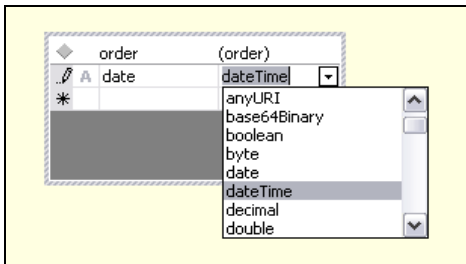 order (order)
A date dateTime
anyURI
base64Binary
boolean
byte
date
dateTime
decimal
double